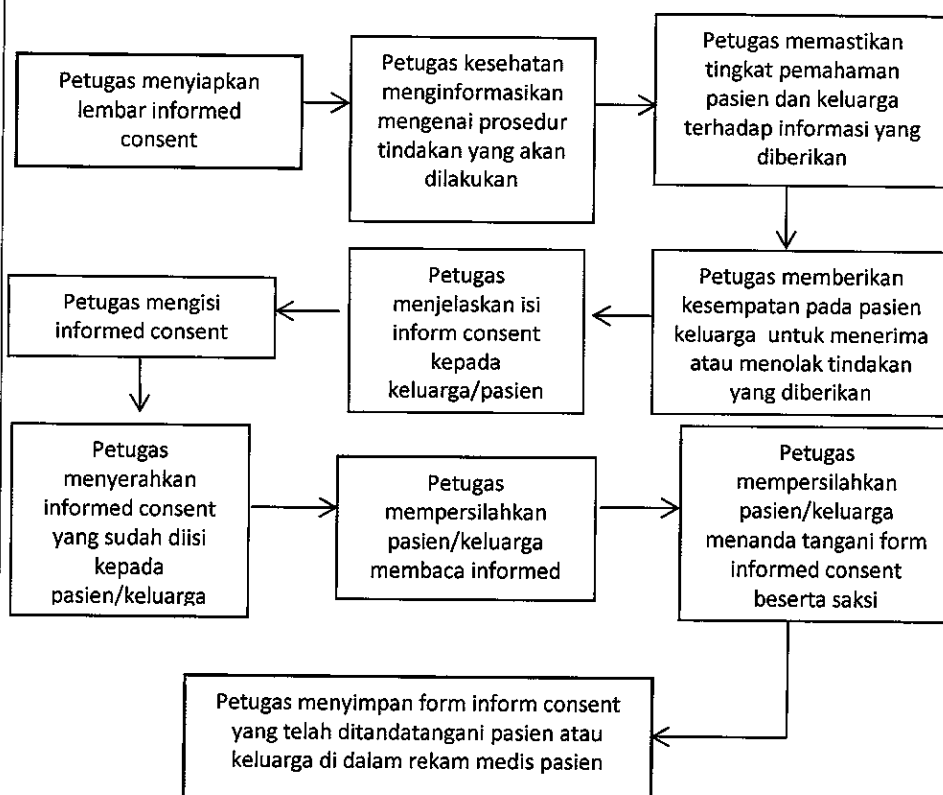 Petugas menyiapkan
lembar informed
consent
Petugas kesehatan
menginformasikan
mengenai prosedur
tindakan yang akan
dilakukan
Petugas memastikan
tingkat pemahaman
pasien dan keluarga
terhadap informasi yang
diberikan
Petugas memberikan
kesempatan pada pasien
keluarga untuk menerima
atau menolak tindakan
yang diberikan
Petugas
menjelaskan isi
inform consent
kepada
keluarga/pasien
Petugas mengisi
informed consent
Petugas
menyerahkan
informed consent
yang sudah diisi
kepada
pasien/keluarga
Petugas
mempersilahkan
pasien/keluarga
membaca informed
Petugas
mempersilahkan
pasien/keluarga
menanda tangani form
informed consent
beserta saksi
Petugas menyimpan form inform consent
yang telah ditandatangani pasien atau
keluarga di dalam rekam medis pasien